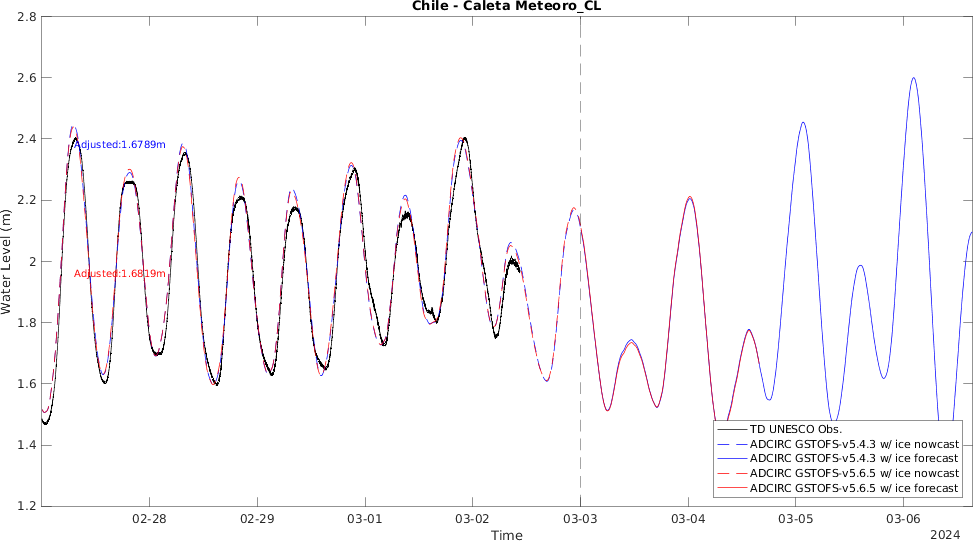 Chile - Caleta Meteoro_CL
2.8
2.6
2.4
2.2
2
1.8
1.6
1.4
1.2
Water Level (m)
Adjusted:1.6789m
Adjusted:1.6819m
TD UNESCO Obs.
ADCIRC GSTOFS-v5.4.3 w/ ice nowcast
ADCIRC GSTOFS-v5.4.3 w/ ice forecast
ADCIRC GSTOFS-v5.6.5 w/ ice nowcast
ADCIRC GSTOFS-v5.6.5 w/ ice forecast
02-28 02-29 03-01 03-02 03-03 03-04 03-05 03-06
Time
2024